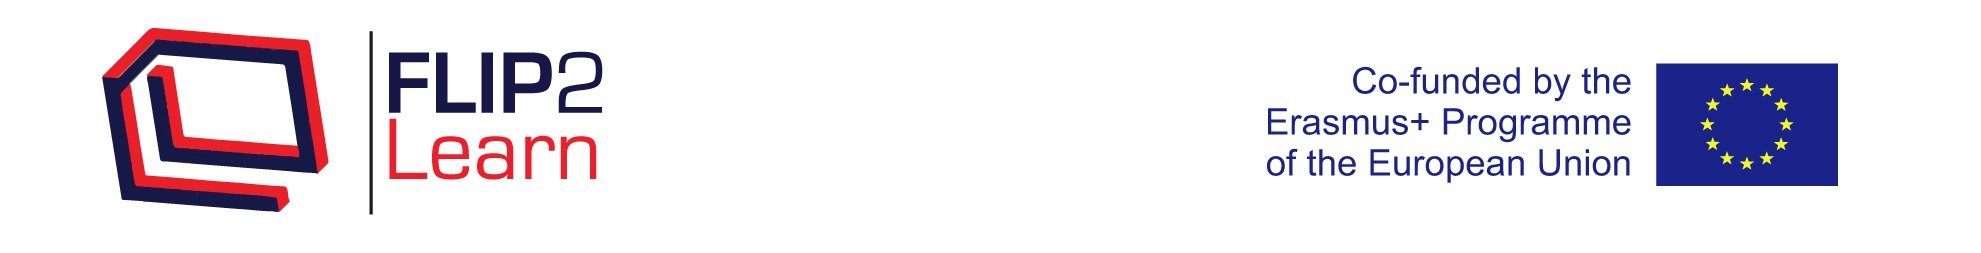 FLIP2
Learn
Co-funded by the
Erasmus+ Programme
of the European Union